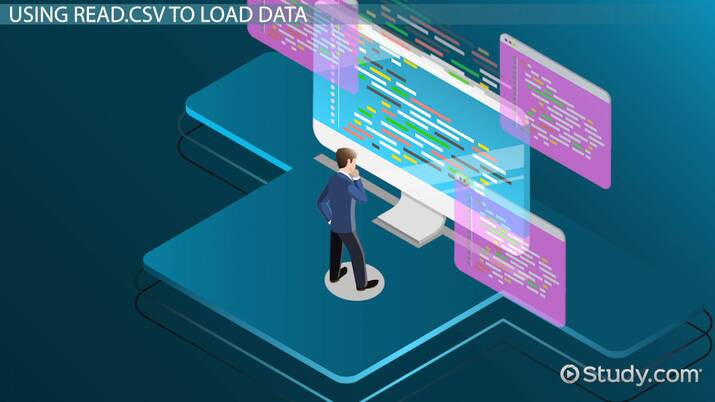 USING READ.CSV TO LOAD DATA
Study.com